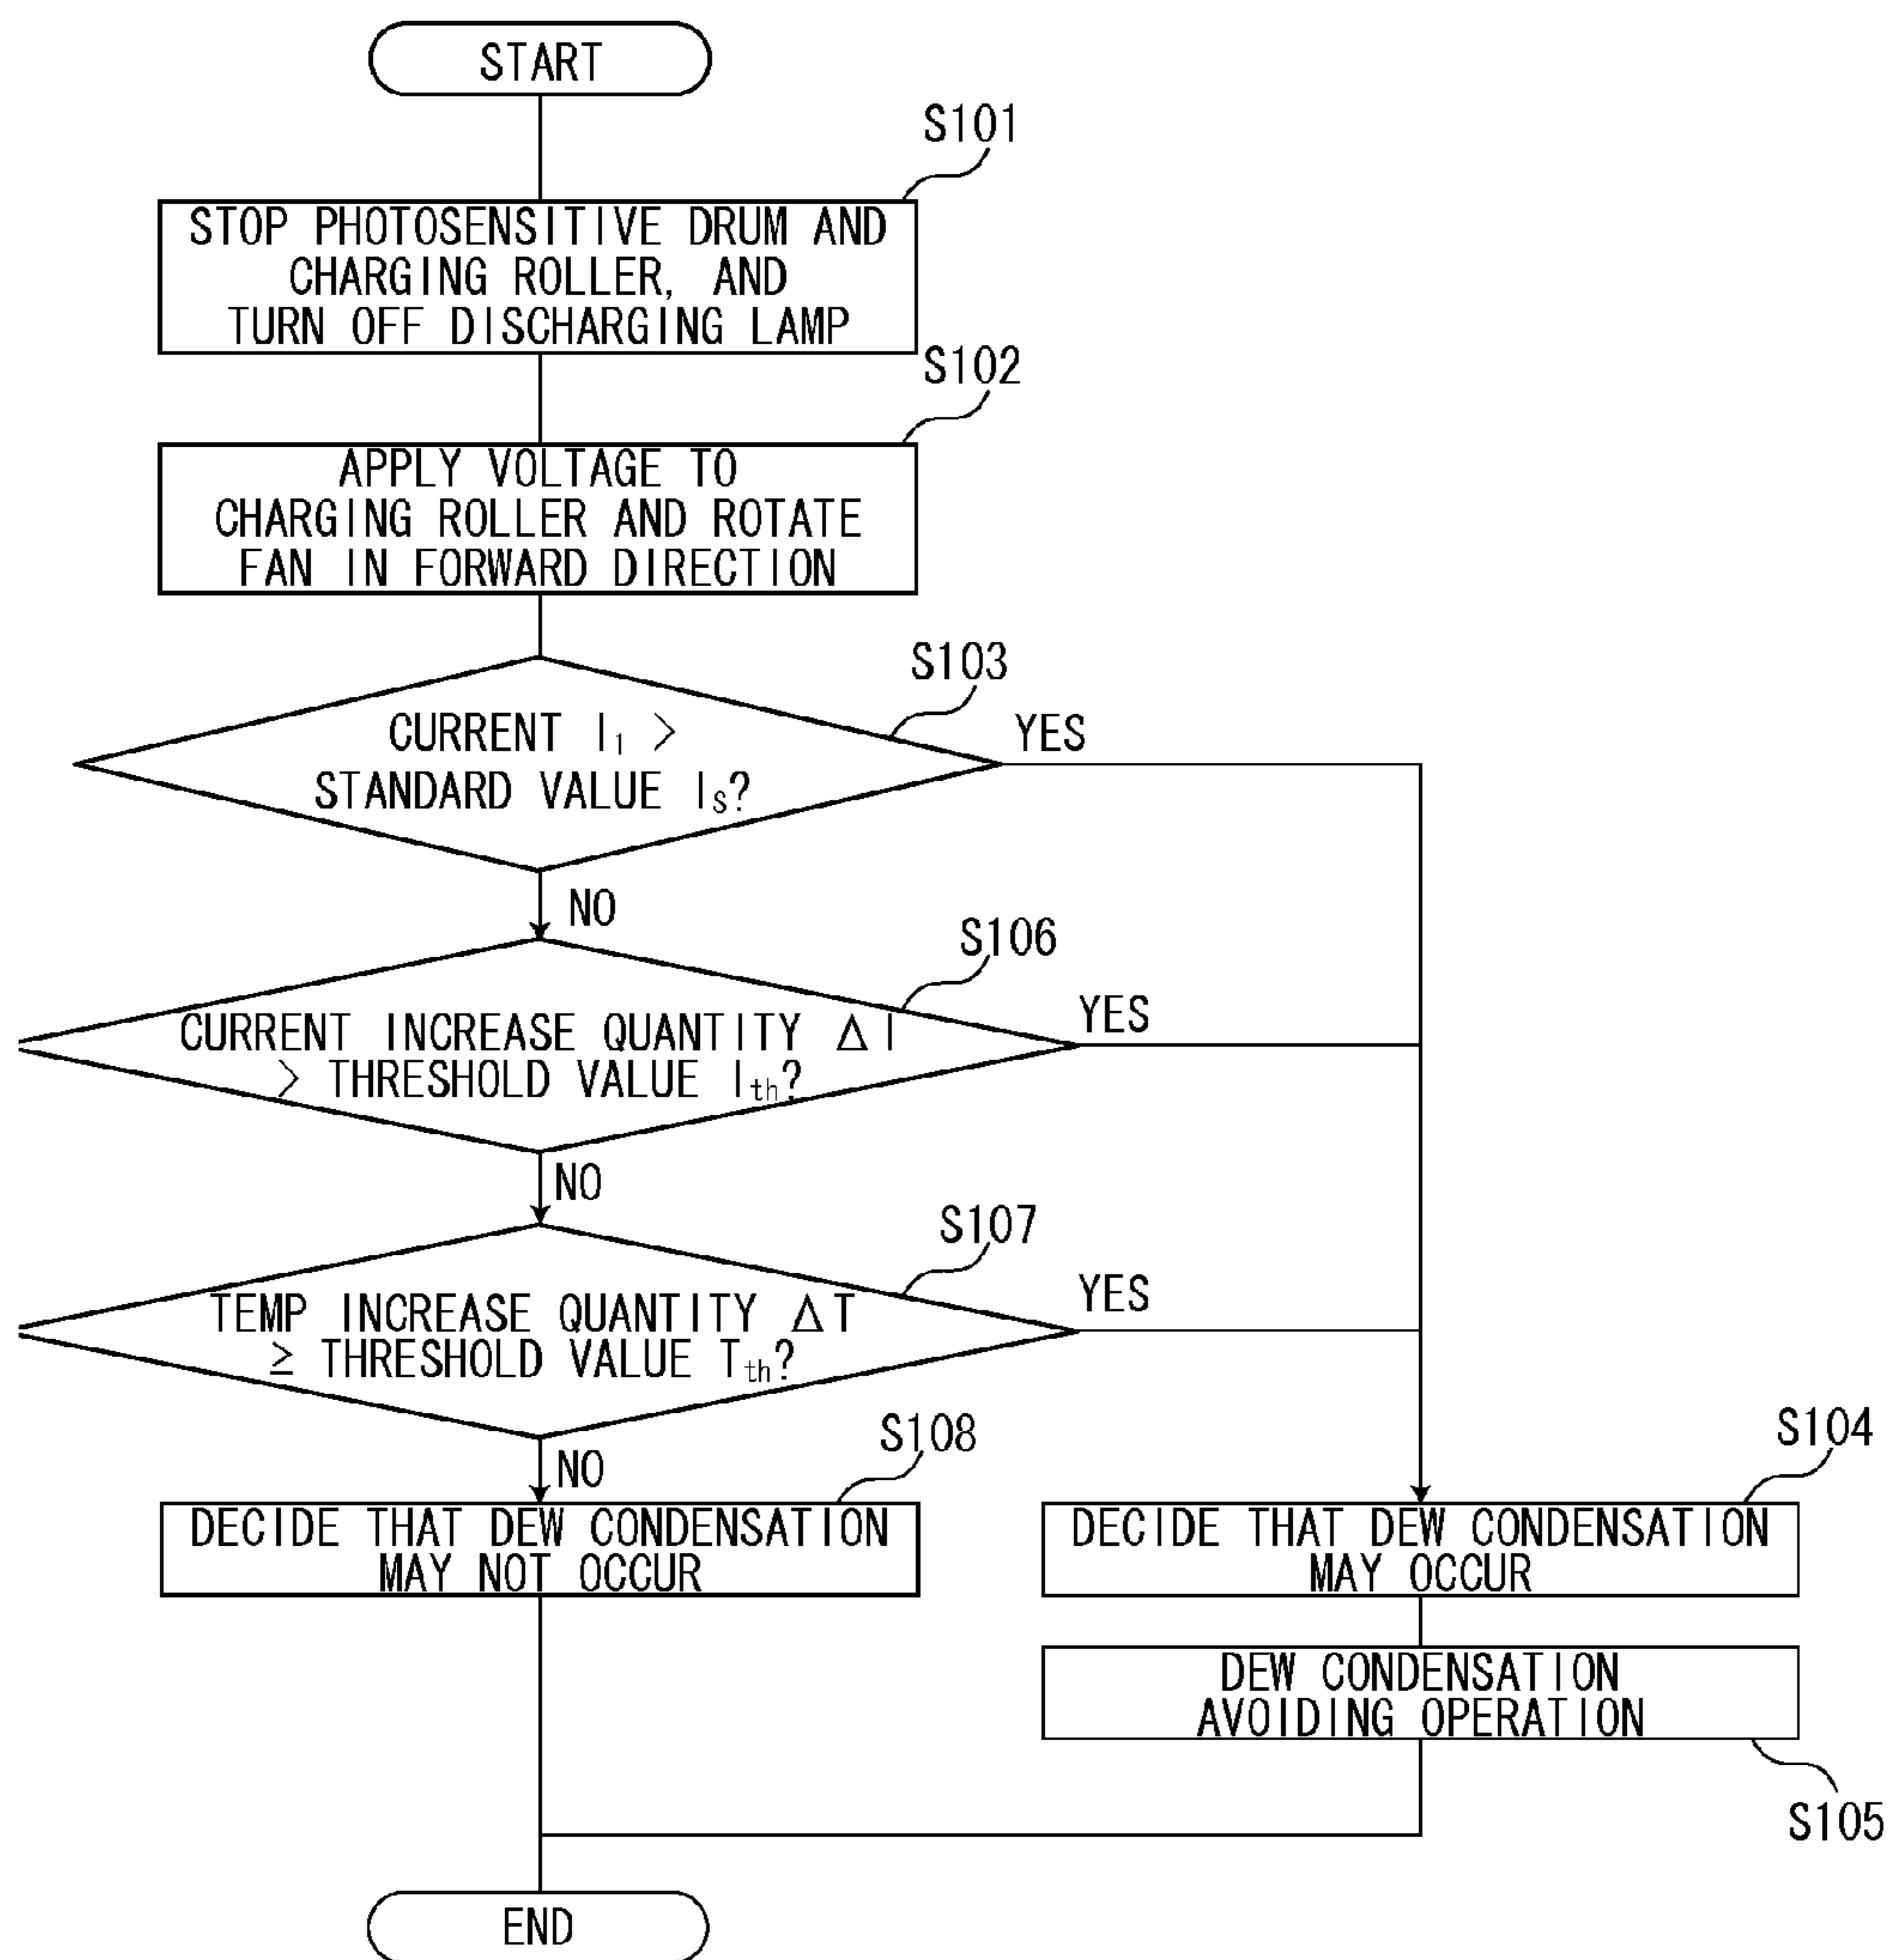 START
S101
STOP PHOTOSENSITIVE DRUM AND
CHARGING ROLLER, AND
TURN OFF DISCHARGING LAMP
S102
APPLY VOLTAGE TO
CHARGING ROLLER AND ROTATE
FAN IN FORWARD DIRECTION
S103
CURRENT I₁ >
STANDARD VALUE Iₛ?
YES
NO
S106
CURRENT INCREASE QUANTITY ΔI
> THRESHOLD VALUE Iₜₕ?
YES
NO
S107
TEMP INCREASE QUANTITY ΔT
≥ THRESHOLD VALUE Tₜₕ?
YES
NO
S108
DECIDE THAT DEW CONDENSATION
MAY NOT OCCUR
S104
DECIDE THAT DEW CONDENSATION
MAY OCCUR
DEW CONDENSATION
AVOIDING OPERATION
S105
END